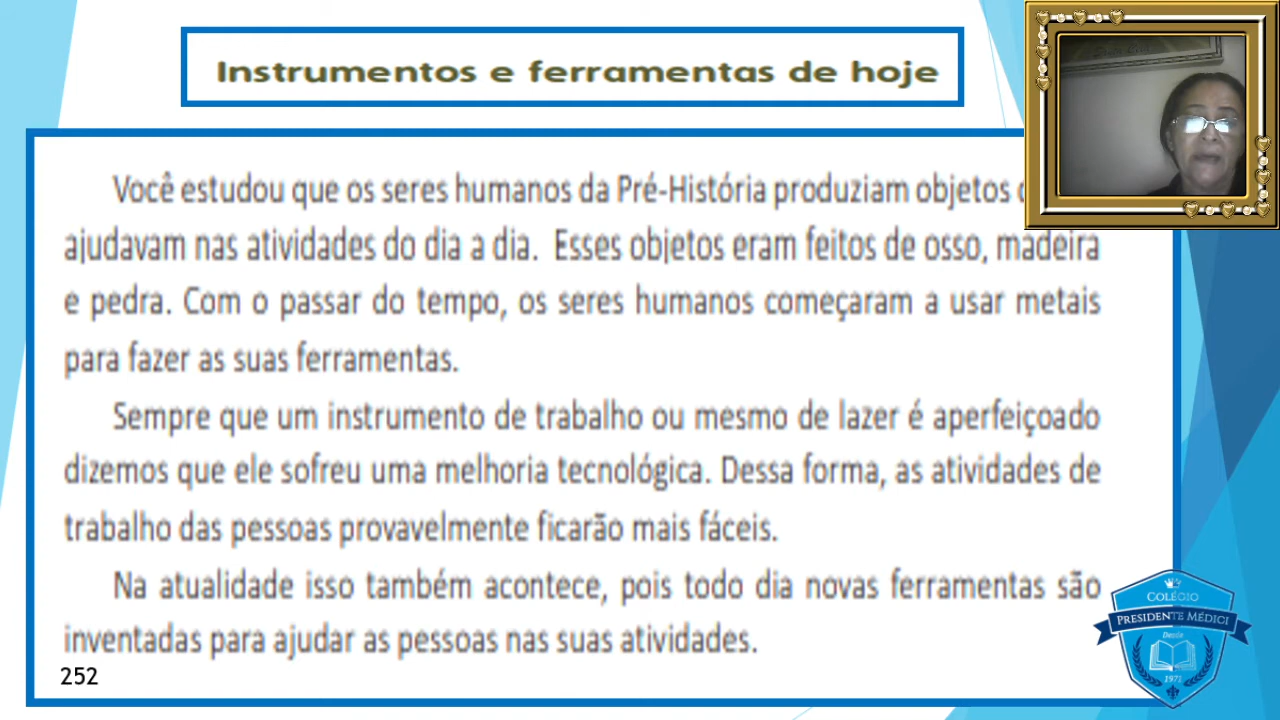 Instrumentos e ferramentas de hoje
Você estudou que os seres humanos da Pré-História produziam objetos
ajudavam nas atividades do dia a dia. Esses objetos eram feitos de osso, madeira
e pedra. Com o passar do tempo, os seres humanos começaram a usar metais
para fazer as suas ferramentas.
Sempre que um instrumento de trabalho ou mesmo de lazer é aperfeiçoado
dizemos que ele sofreu uma melhoria tecnológica. Dessa forma, as atividades de
trabalho das pessoas provavelmente ficarão mais fáceis.
Na atualidade isso também acontece, pois todo dia novas ferramentas são
inventadas para ajudar as pessoas nas suas atividades.
252
COLÉGIO
PRESIDENTE MÉDICI
Desde
1971